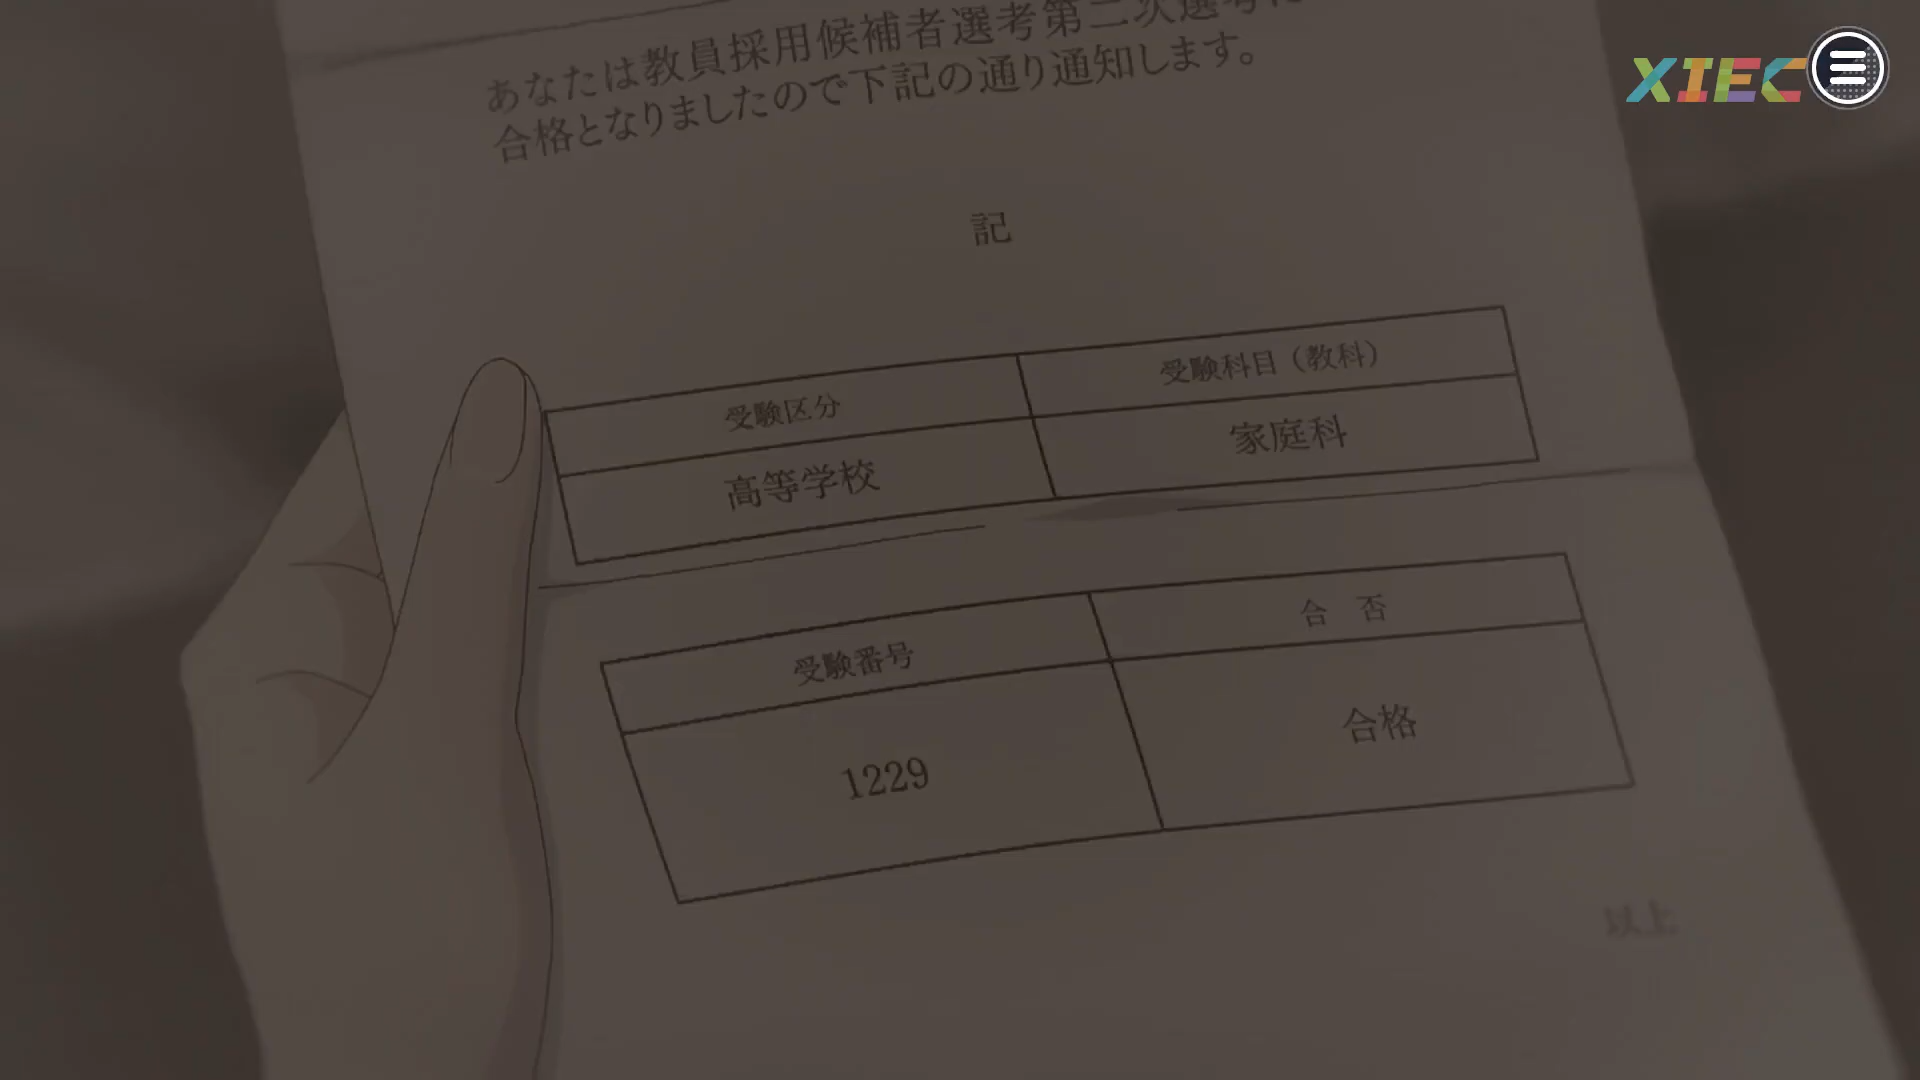 あなたは教員採用候補者選考第二次選考に
合格となりましたので下記の通り通知します。
XIEC
記
受験区分 受験科目（教科）
高等学校 家庭科
受験番号 合 否
1229 合格
以上